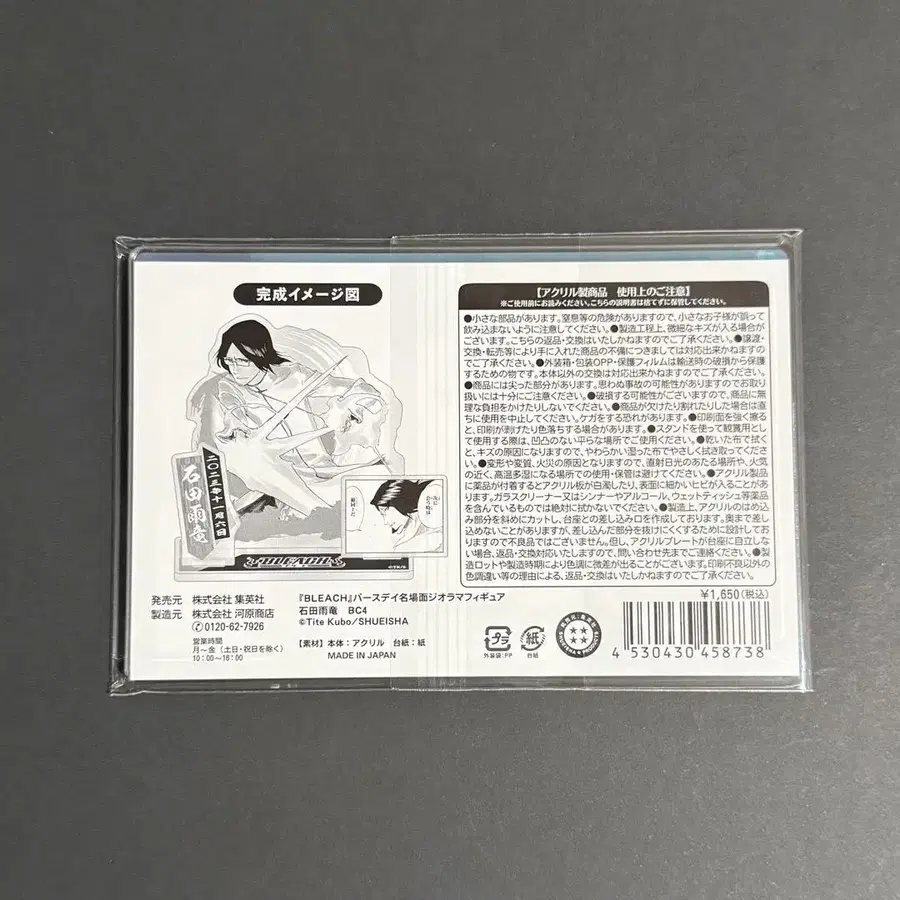 完成イメージ図
二〇二三年十一月六日
石田雨竜
BLEACH
【アクリル製商品 使用上のご注意】
※ご使用前にお読みください。こちらの説明書は捨てずに保管してください。
●小さな部品があります。窒息等の危険がありますので、小さなお子様が誤って
飲み込まないように注意してください。●製造工程上、微細なキズが入る場合が
ございます。こちらの返品・交換はいたしかねますのでご了承ください。●譲渡・
交換・転売等により手に入れた商品の不備につきましては対応出来かねますの
でご了承ください。●外装箱・包装OPP・保護フィルムは輸送時の破損から保護
するための物です。本体以外の交換は対応出来かねますのでご了承ください。
●商品には尖った部分があります。思わぬ事故の可能性がありますのでお取り
扱いには十分にご注意ください。●破損する可能性がございますので、商品に無
理な負担をかけたりしないでください。●商品が欠けたり割れたりした場合は直
ちに使用を中止してください。ケガをする恐れがあります。●印刷面を強く擦る
と、印刷が剥げたり色落ちする場合があります。●スタンドを使って観賞用とし
て使用する際は、凹凸のない平らな場所でご使用ください。●乾いた布で拭く
と、キズの原因になりますので、やわらかい湿った布でやさしく拭き取ってくださ
い。●変形や変質、火災の原因となりますので、直射日光のあたる場所や、火気
の近く、高温多湿になる場所での使用・保管は避けてください。●アクリル製品
に薬品が付着するとアクリル板が白濁したり、表面に細かいヒビが入ることがあ
ります。ガラスクリーナー又はシンナーやアルコール、ウェットティッシュ等薬品
を含んでいるものでは絶対に拭かないでください。●製造上、アクリルのはめ込
み部分を斜めにカットし、台座との差し込み口を作成しております。奥まで差し込
めないことがありますが、差し込んだ部分を抜けにくくするために設計してお
りますので不良品ではございません。但し、アクリルプレートが台座に自立しな
い場合、返品・交換対応いたしますので、問い合わせ先までご連絡ください。●製
造ロットや製造時期により色調に微差が出ることがございます。印刷不良以外の
色調違い等の理由による、返品・交換はいたしかねますのでご了承ください。
¥1,650(税込)
発売元 株式会社 集英社
製造元 株式会社 河原商店
0120-62-7926
営業時間
月～金(土日・祝日を除く)
10:00～16:00
『BLEACH』バースデイ名場面ジオラマフィギュア
石田雨竜 BC4
©Tite Kubo/SHUEISHA
【素材】本体:アクリル 台紙:紙
MADE IN JAPAN
プラ
外装袋:PP
紙
台紙
4 530430 458738